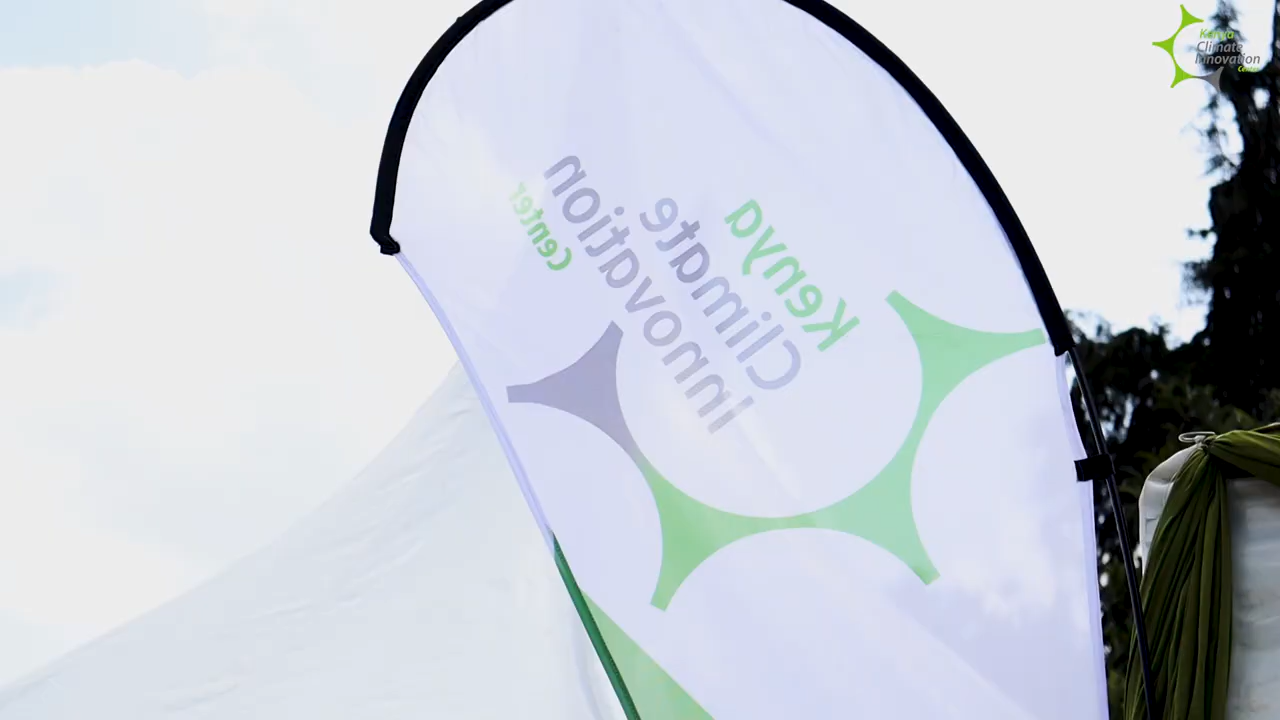 Kenya
Climate
Innovation
Center
Kenya
Climate
Innovation
Center